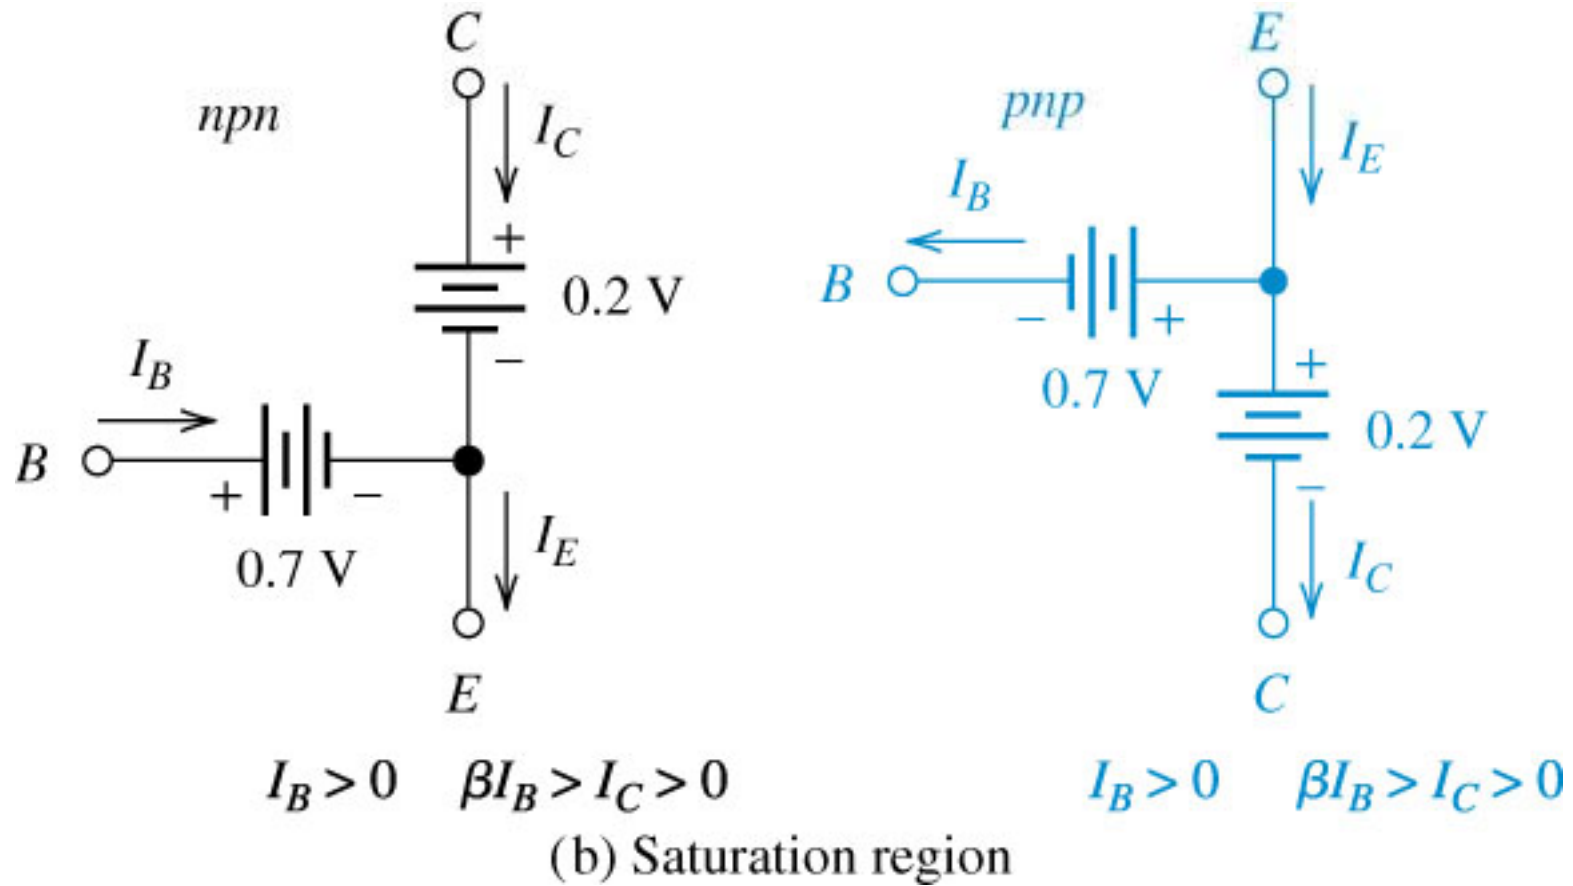 C
npn
I_C
+
0.2 V
−
I_B
B
+ −
0.7 V
I_E
E
I_B > 0 βI_B > I_C > 0
E
pnp
I_E
I_B
B
− +
0.7 V
+
0.2 V
−
I_C
C
I_B > 0 βI_B > I_C > 0
(b) Saturation region